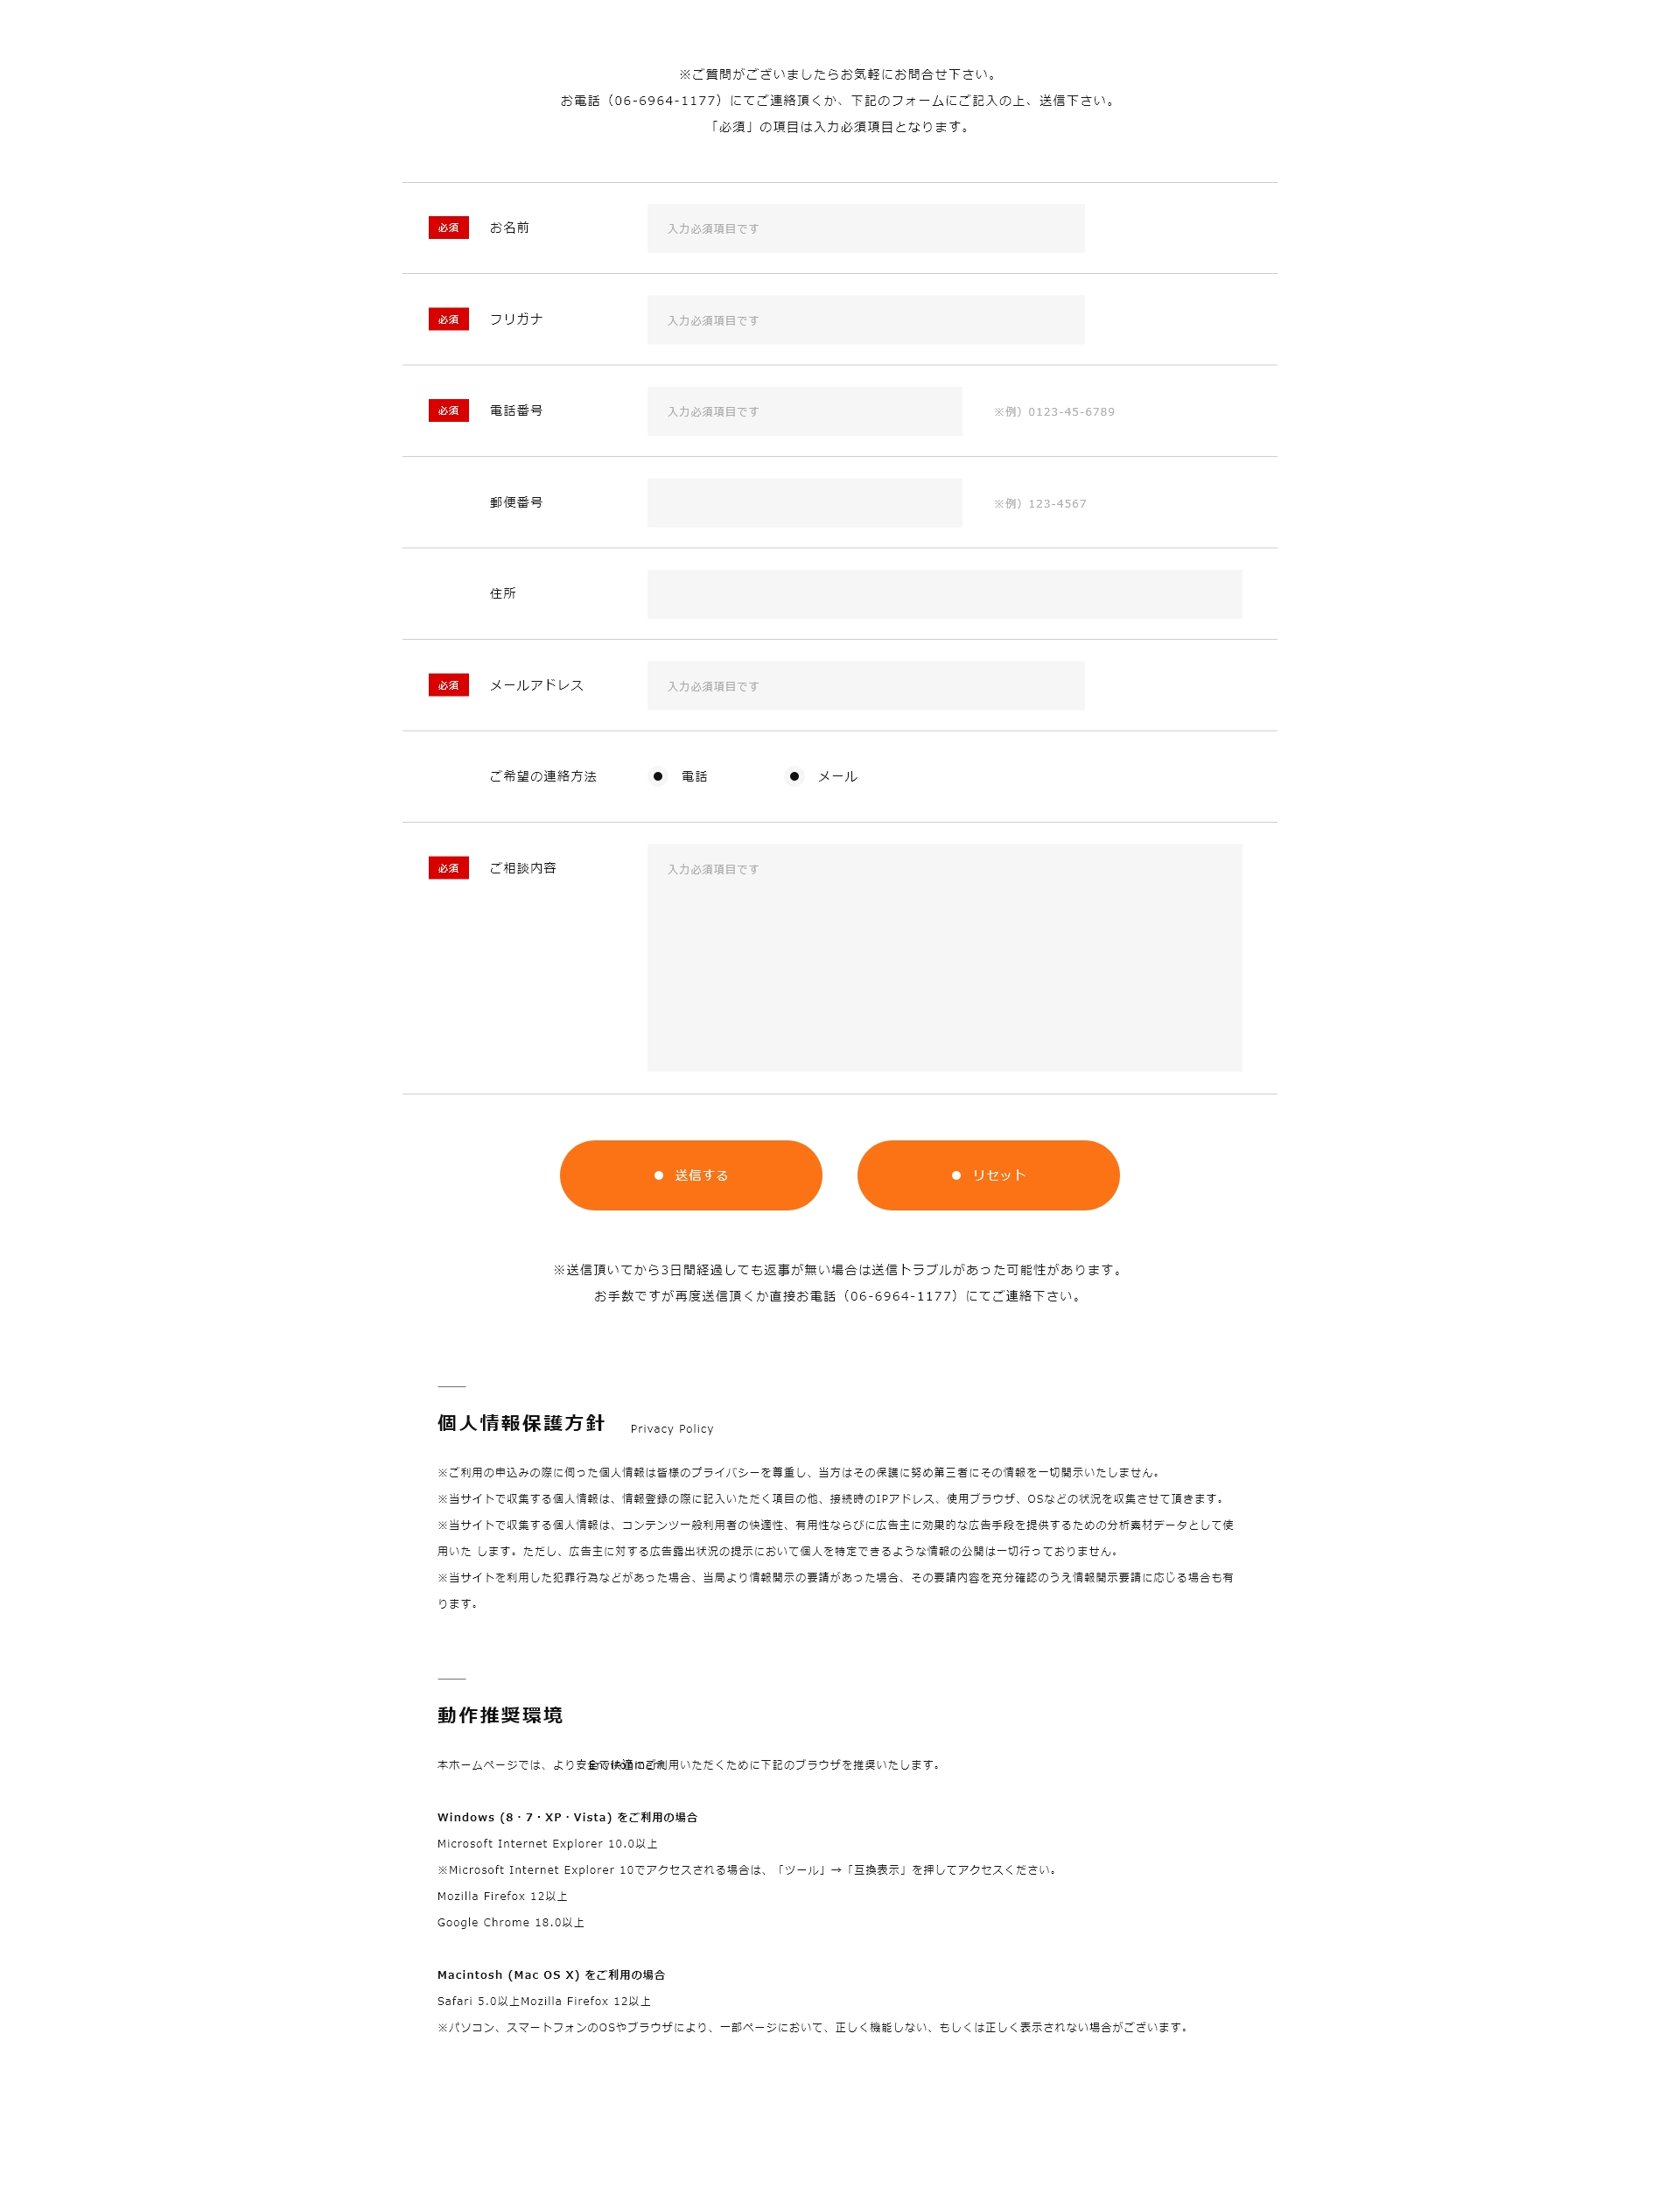 ※ご質問がございましたらお気軽にお問合せ下さい。
お電話（06-6964-1177）にてご連絡頂くか、下記のフォームにご記入の上、送信下さい。
「必須」の項目は入力必須項目となります。
必須 お名前 入力必須項目です
必須 フリガナ 入力必須項目です
必須 電話番号 入力必須項目です ※例）0123-45-6789
郵便番号 ※例）123-4567
住所
必須 メールアドレス 入力必須項目です
ご希望の連絡方法 電話 メール
必須 ご相談内容 入力必須項目です
送信する リセット
※送信頂いてから3日間経過しても返事が無い場合は送信トラブルがあった可能性があります。
お手数ですが再度送信頂くか直接お電話（06-6964-1177）にてご連絡下さい。
個人情報保護方針 Privacy Policy
※ご利用の申込みの際に伺った個人情報は皆様のプライバシーを尊重し、当方はその保護に努め第三者にその情報を一切開示いたしません。
※当サイトで収集する個人情報は、情報登録の際に記入いただく項目の他、接続時のIPアドレス、使用ブラウザ、OSなどの状況を収集させて頂きます。
※当サイトで収集する個人情報は、コンテンツ一般利用者の快適性、有用性ならびに広告主に効果的な広告手段を提供するための分析素材データとして使
用いた します。ただし、広告主に対する広告露出状況の提示において個人を特定できるような情報の公開は一切行っておりません。
※当サイトを利用した犯罪行為などがあった場合、当局より情報開示の要請があった場合、その要請内容を充分確認のうえ情報開示要請に応じる場合も有
ります。
動作推奨環境
本ホームページでは、より安全で快適にご利用いただくために下記のブラウザを推奨いたします。
Windows (8・7・XP・Vista) をご利用の場合
Microsoft Internet Explorer 10.0以上
※Microsoft Internet Explorer 10でアクセスされる場合は、「ツール」→「互換表示」を押してアクセスください。
Mozilla Firefox 12以上
Google Chrome 18.0以上
Macintosh (Mac OS X) をご利用の場合
Safari 5.0以上Mozilla Firefox 12以上
※パソコン、スマートフォンのOSやブラウザにより、一部ページにおいて、正しく機能しない、もしくは正しく表示されない場合がございます。